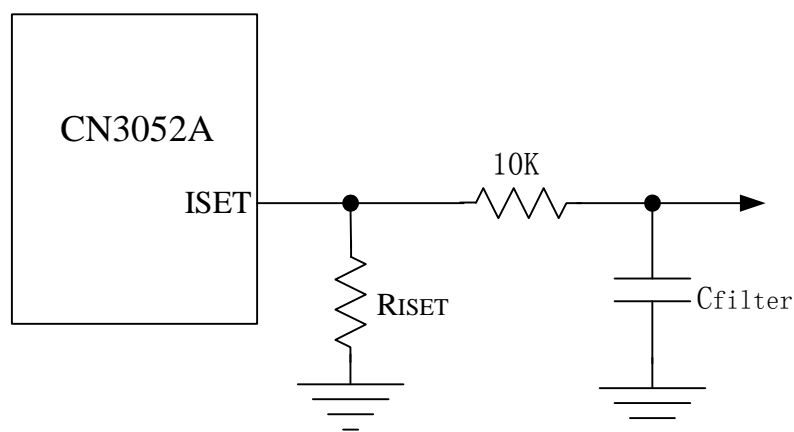 CN3052A
10K
ISET
RISET
Cfilter